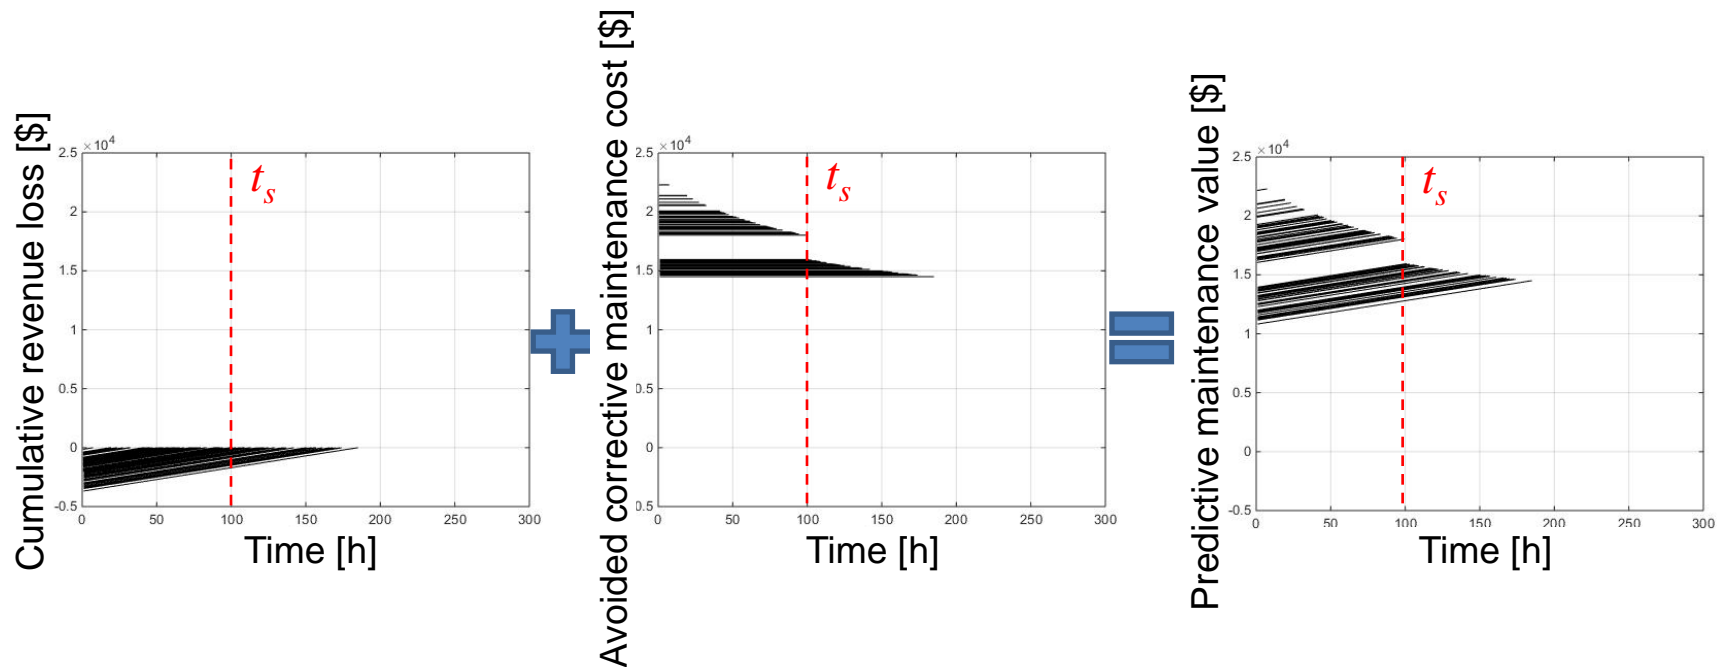 Cumulative revenue loss [$]
×10⁴
2.5
2
1.5
1
0.5
0
-0.5
0 50 100 150 200 250 300
Time [h]
tₛ
Avoided corrective maintenance cost [$]
×10⁴
2.5
2
1.5
1
0.5
0
0.5
0 50 100 150 200 250 300
Time [h]
tₛ
Predictive maintenance value [$]
×10⁴
2.5
2
1.5
1
0.5
0
-0.5
0 50 100 150 200 250 300
Time [h]
tₛ